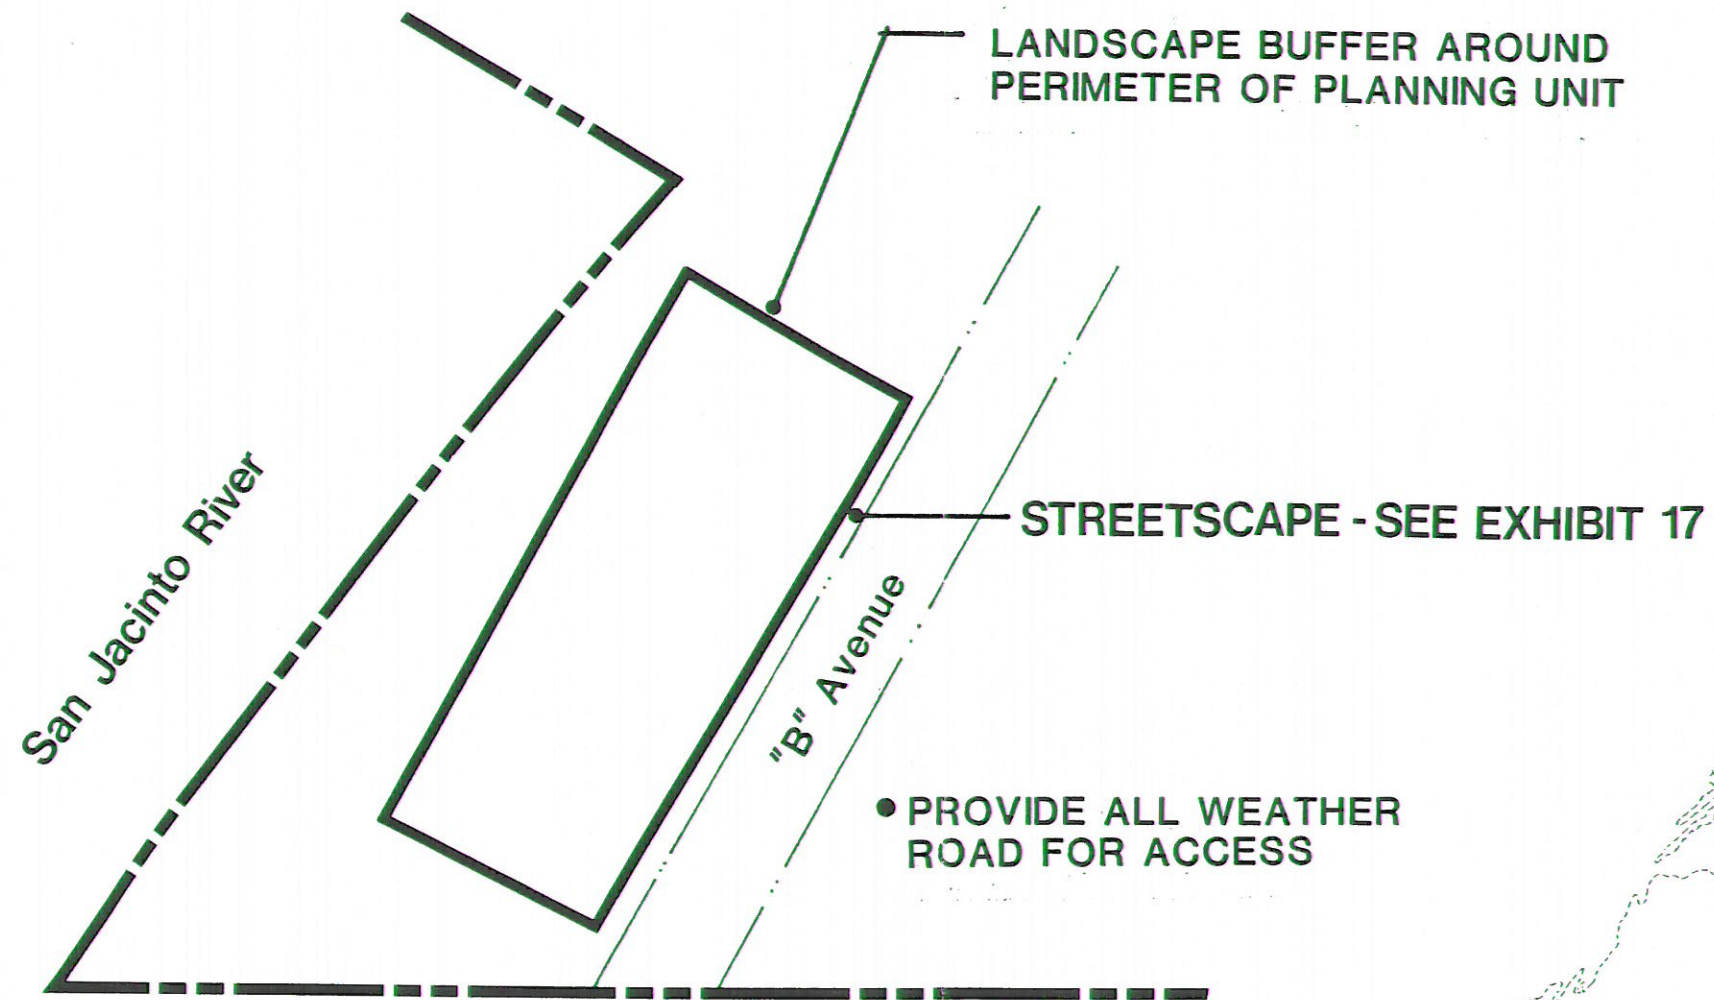 LANDSCAPE BUFFER AROUND
PERIMETER OF PLANNING UNIT
San Jacinto River
STREETSCAPE - SEE EXHIBIT 17
"B" Avenue
• PROVIDE ALL WEATHER
ROAD FOR ACCESS